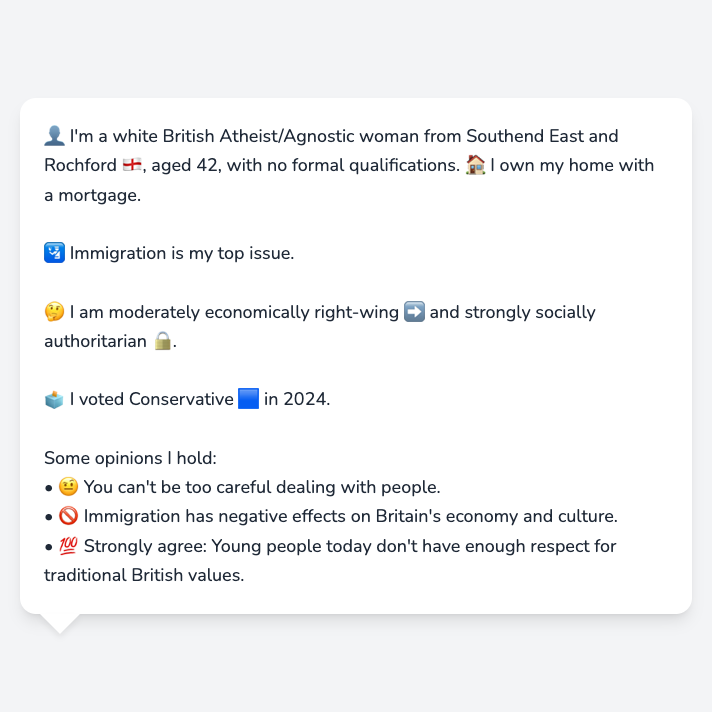 👤 I'm a white British Atheist/Agnostic woman from Southend East and
Rochford 🏴󠁧󠁢󠁥󠁮󠁧󠁿, aged 42, with no formal qualifications. 🏠 I own my home with
a mortgage.
🛂 Immigration is my top issue.
🤔 I am moderately economically right-wing ➡️ and strongly socially
authoritarian 🔒.
🗳️ I voted Conservative 🟦 in 2024.
Some opinions I hold:
• 🤨 You can't be too careful dealing with people.
• 🚫 Immigration has negative effects on Britain's economy and culture.
• 💯 Strongly agree: Young people today don't have enough respect for
traditional British values.